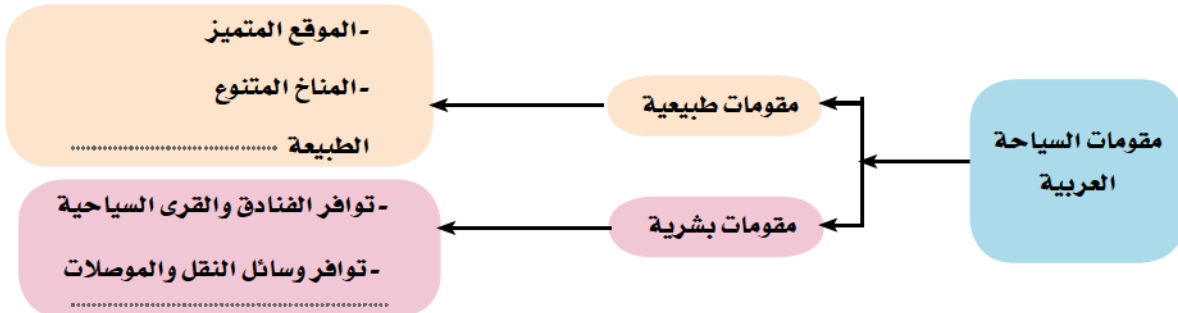 مقومات السياحة
العربية
مقومات طبيعية
-الموقع المتميز
-المناخ المتنوع
الطبيعة ........................
مقومات بشرية
-توافر الفنادق والقرى السياحية
-توافر وسائل النقل والموصلات
........................................